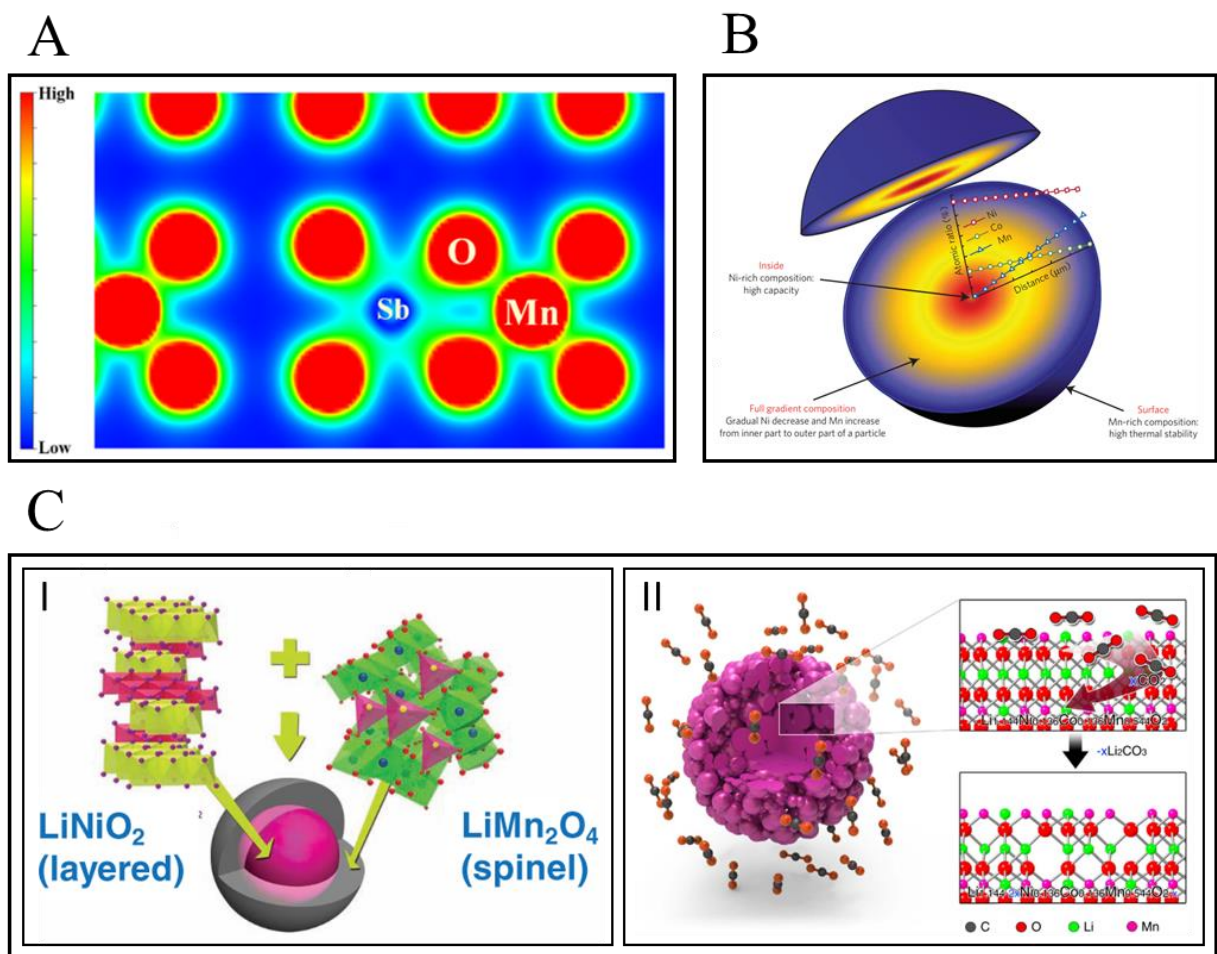 A
High
O
Sb
Mn
Low
B
Ni
Co
Mn
Atomic ratio (%)
Distance (μm)
Inside
Ni-rich composition:
high capacity
Full gradient composition
Gradual Ni decrease and Mn increase
from inner part to outer part of a particle
Surface
Mn-rich composition:
high thermal stability
C
I
LiNiO₂
(layered)
2
LiMn₂O₄
(spinel)
II
xCO₂
-xLi₂CO₃
C
O
Li
Mn